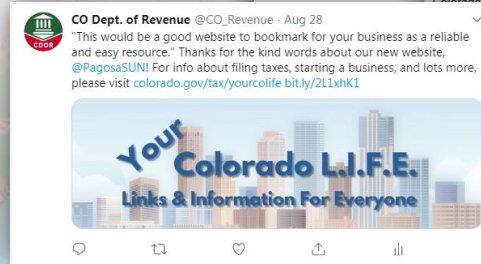 CO Dept. of Revenue @CO_Revenue · Aug 28
"This would be a good website to bookmark for your business as a reliable
and easy resource." Thanks for the kind words about our new website,
@PagosaSUN! For info about filing taxes, starting a business, and lots more,
please visit colorado.gov/tax/yourcolife bit.ly/2L1xhK1
CDOR
Your
Colorado L.I.F.E.
Links & Information For Everyone